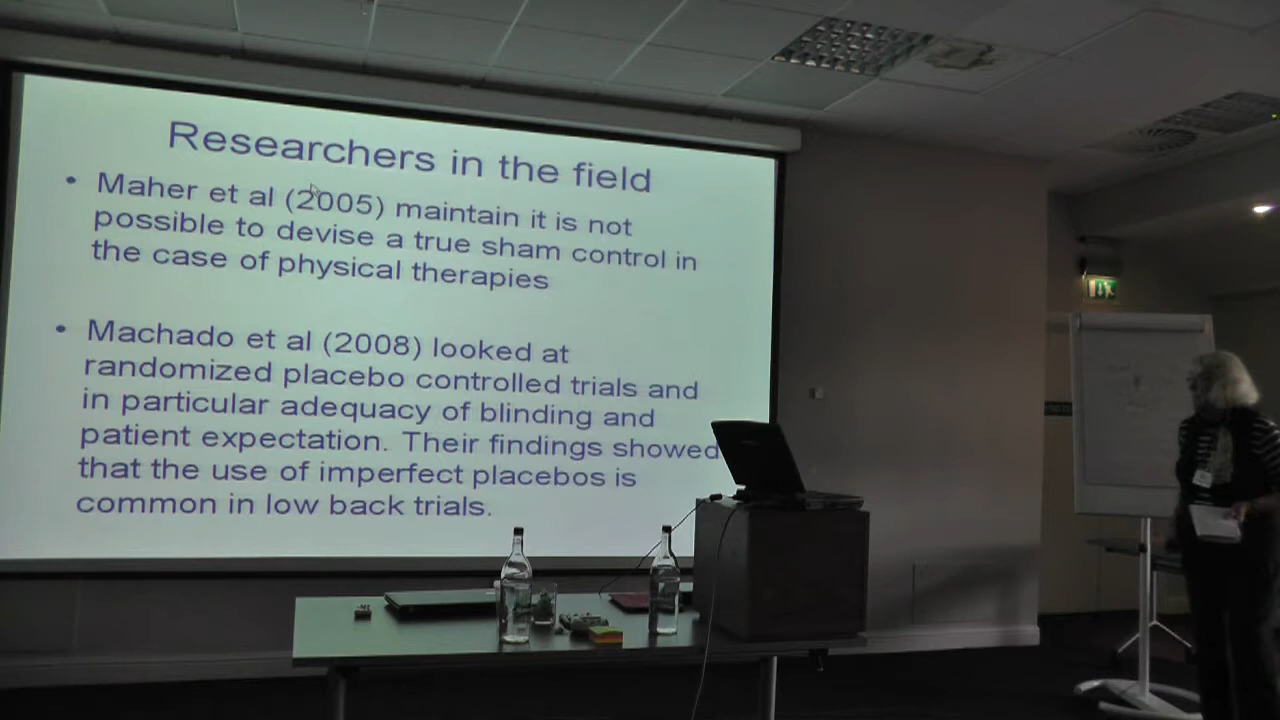 Researchers in the field
• Maher et al (2005) maintain it is not
possible to devise a true sham control in
the case of physical therapies
• Machado et al (2008) looked at
randomized placebo controlled trials and
in particular adequacy of blinding and
patient expectation. Their findings showed
that the use of imperfect placebos is
common in low back trials.